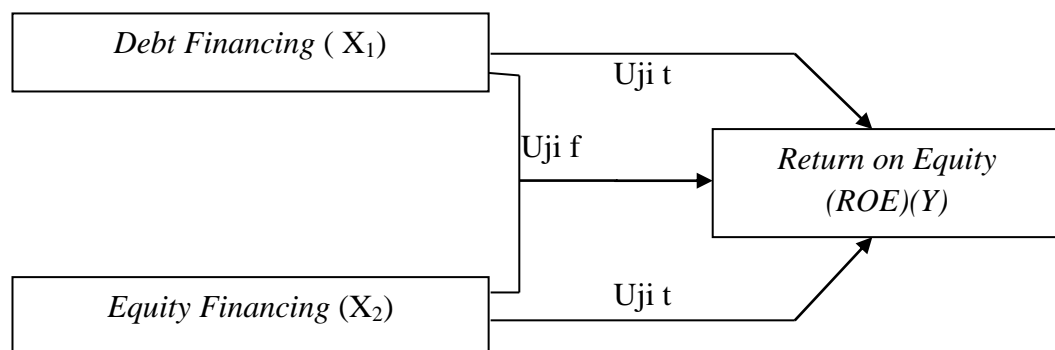 Debt Financing ( X₁)
Uji t
Uji f
Return on Equity
(ROE)(Y)
Equity Financing (X₂)
Uji t